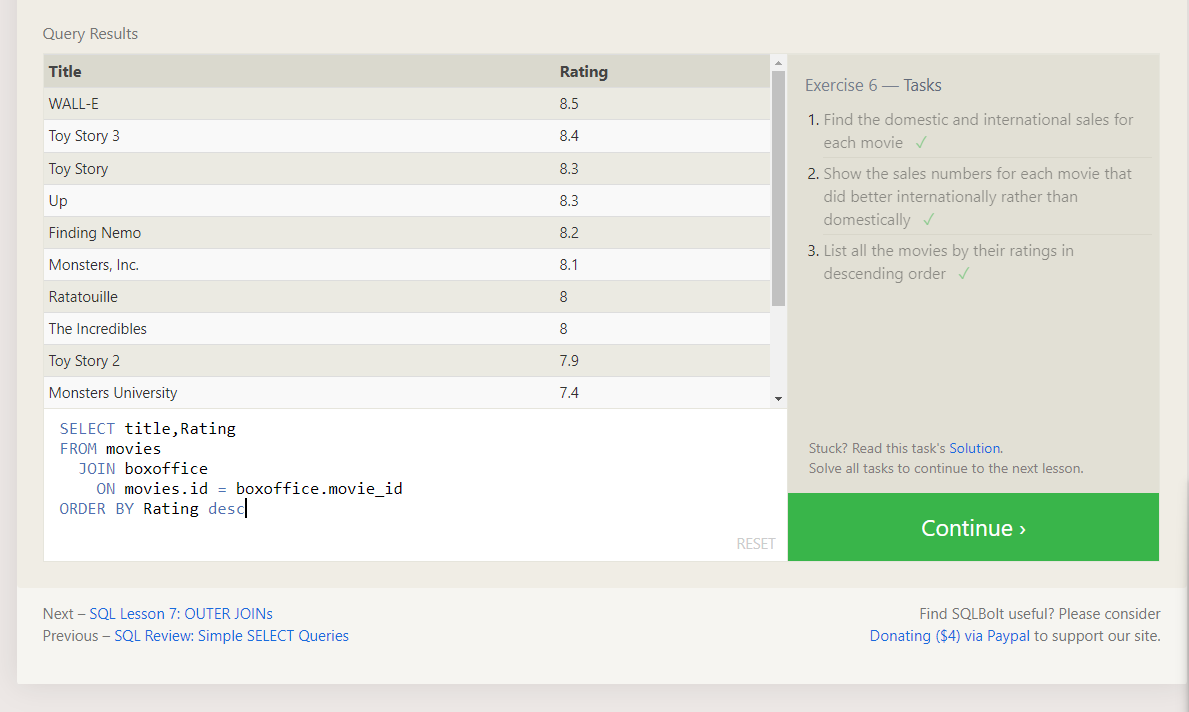 Query Results
Title Rating
WALL-E 8.5
Toy Story 3 8.4
Toy Story 8.3
Up 8.3
Finding Nemo 8.2
Monsters, Inc. 8.1
Ratatouille 8
The Incredibles 8
Toy Story 2 7.9
Monsters University 7.4
SELECT title,Rating
FROM movies
JOIN boxoffice
ON movies.id = boxoffice.movie_id
ORDER BY Rating desc
RESET
Exercise 6 — Tasks
1. Find the domestic and international sales for
each movie ✓
2. Show the sales numbers for each movie that
did better internationally rather than
domestically ✓
3. List all the movies by their ratings in
descending order ✓
Stuck? Read this task's Solution.
Solve all tasks to continue to the next lesson.
Continue ›
Next – SQL Lesson 7: OUTER JOINs
Previous – SQL Review: Simple SELECT Queries
Find SQLBolt useful? Please consider
Donating ($4) via Paypal to support our site.